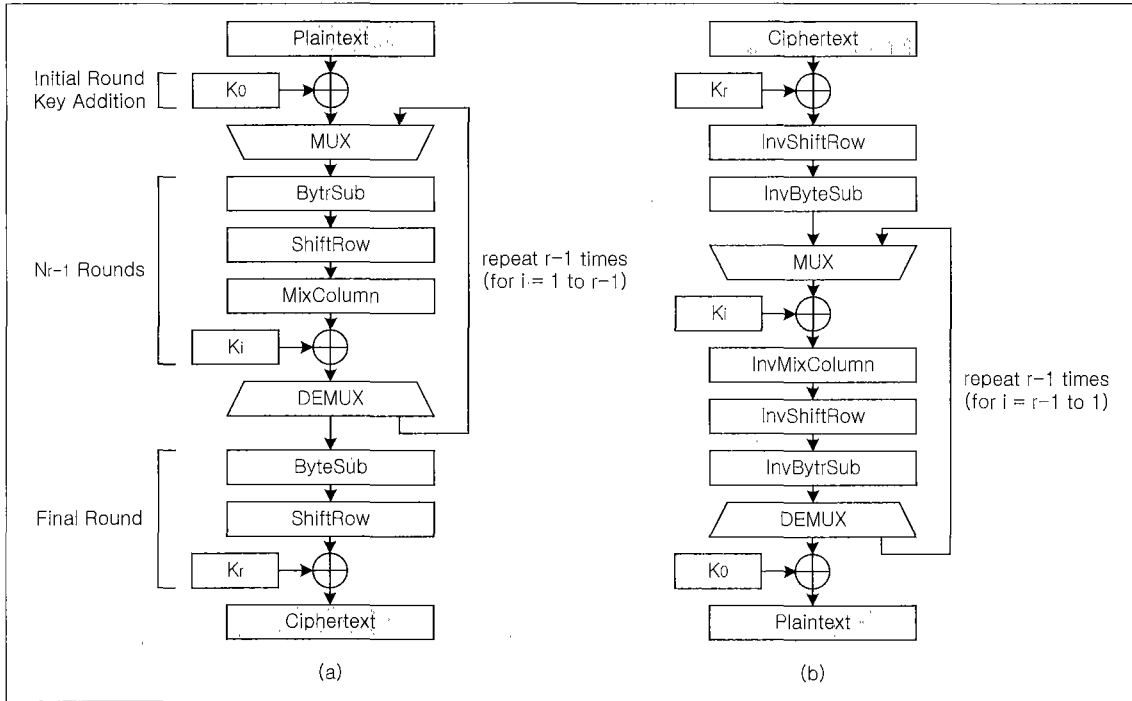 Plaintext
Initial Round
Key Addition
K0
MUX
Nr-1 Rounds
BytrSub
ShiftRow
MixColumn
Ki
DEMUX
repeat r-1 times
(for i = 1 to r-1)
Final Round
ByteSub
ShiftRow
Kr
Ciphertext
(a)
Ciphertext
Kr
InvShiftRow
InvByteSub
MUX
Ki
InvMixColumn
InvShiftRow
InvBytrSub
DEMUX
repeat r-1 times
(for i = r-1 to 1)
K0
Plaintext
(b)